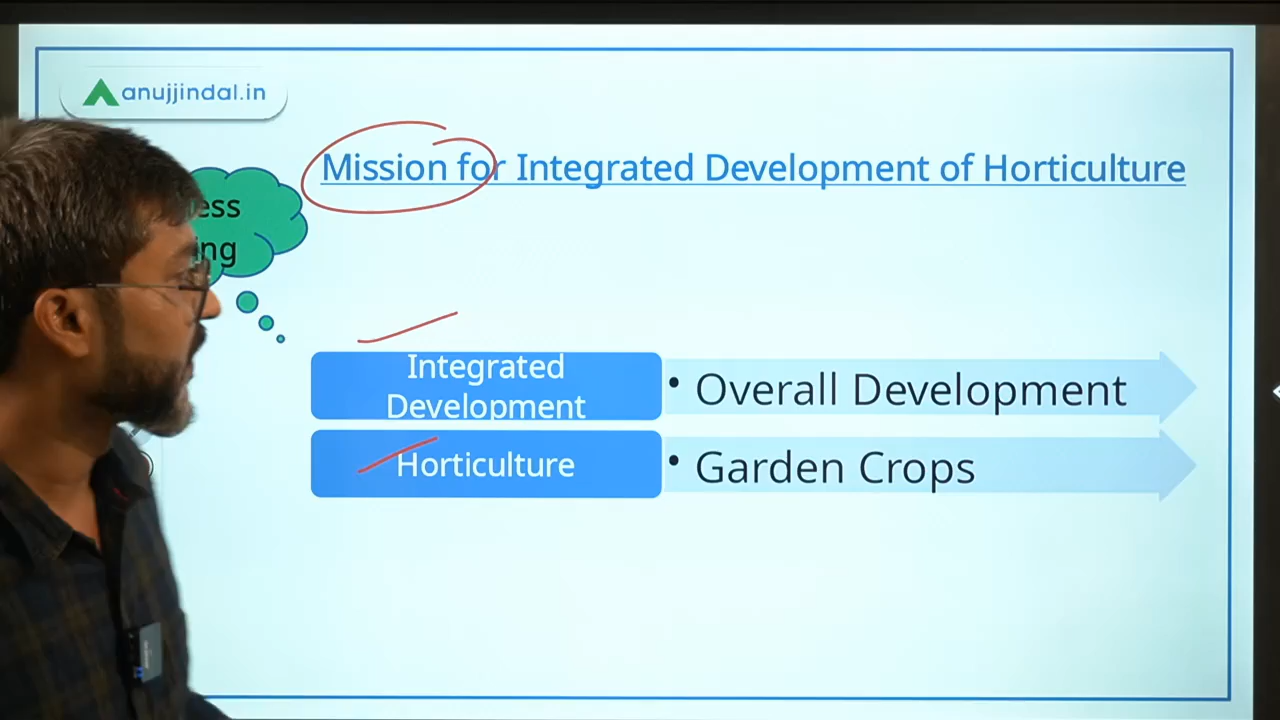 anujjindal.in
Mission for Integrated Development of Horticulture
Integrated
Development
• Overall Development
Horticulture
• Garden Crops